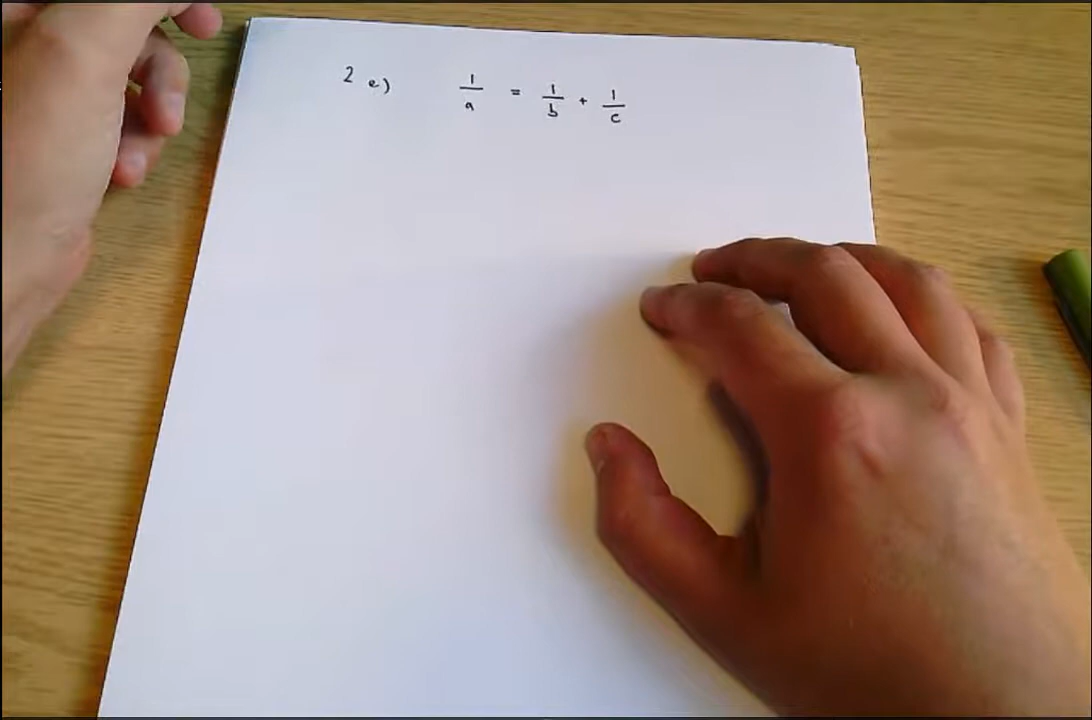 2 e) 1/a = 1/b + 1/c